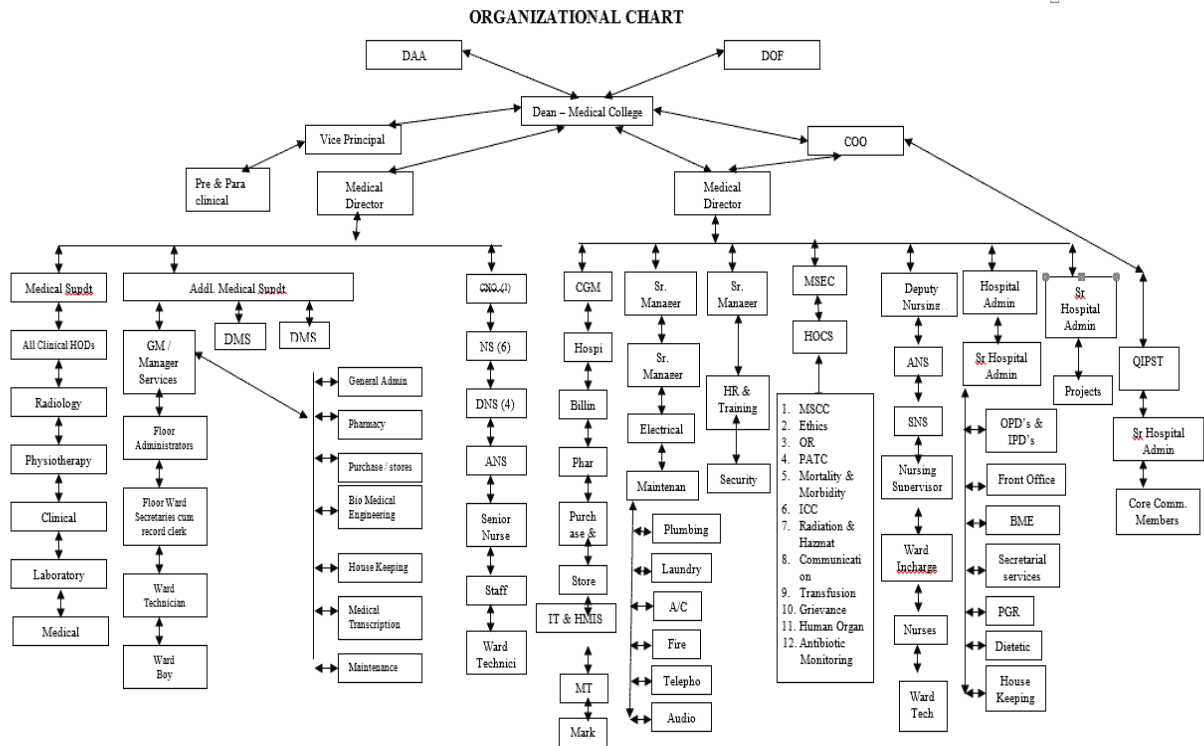 ORGANIZATIONAL CHART
DAA
DOF
Dean – Medical College
Vice Principal
COO
Pre & Para
clinical
Medical
Director
Medical
Director
Medical Supdt
All Clinical HODs
Radiology
Physiotherapy
Clinical
Laboratory
Medical
Addl. Medical Supdt
DMS
DMS
GM /
Manager
Services
Floor
Administrators
Floor Ward
Secretaries cum
record clerk
Ward
Technician
Ward
Boy
General Admin
Pharmacy
Purchase / stores
Bio Medical
Engineering
House Keeping
Medical
Transcription
Maintenance
NS (6)
DNS (4)
ANS
Senior
Nurse
Staff
Ward
Technici
CGM
Hospi
Billin
Phar
Purch
ase &
Store
IT & HMIS
MT
Mark
Sr.
Manager
Sr.
Manager
Electrical
Maintenan
Plumbing
Laundry
A/C
Fire
Telepho
Audio
Sr.
Manager
HR &
Training
Security
MSEC
HOCS
1. MSCC
2. Ethics
3. OR
4. PATC
5. Mortality &
Morbidity
6. ICC
7. Radiation &
Hazmat
8. Communicati
on
9. Transfusion
10. Grievance
11. Human Organ
12. Antibiotic
Monitoring
Deputy
Nursing
ANS
SNS
Nursing
Supervisor
Ward
Incharge
Nurses
Ward
Tech
Hospital
Admin
Sr Hospital
Admin
OPD's &
IPD's
Front Office
BME
Secretarial
services
PGR
Dietetic
House
Keeping
Sr
Hospital
Admin
Projects
QIPST
Sr Hospital
Admin
Core Comm.
Members